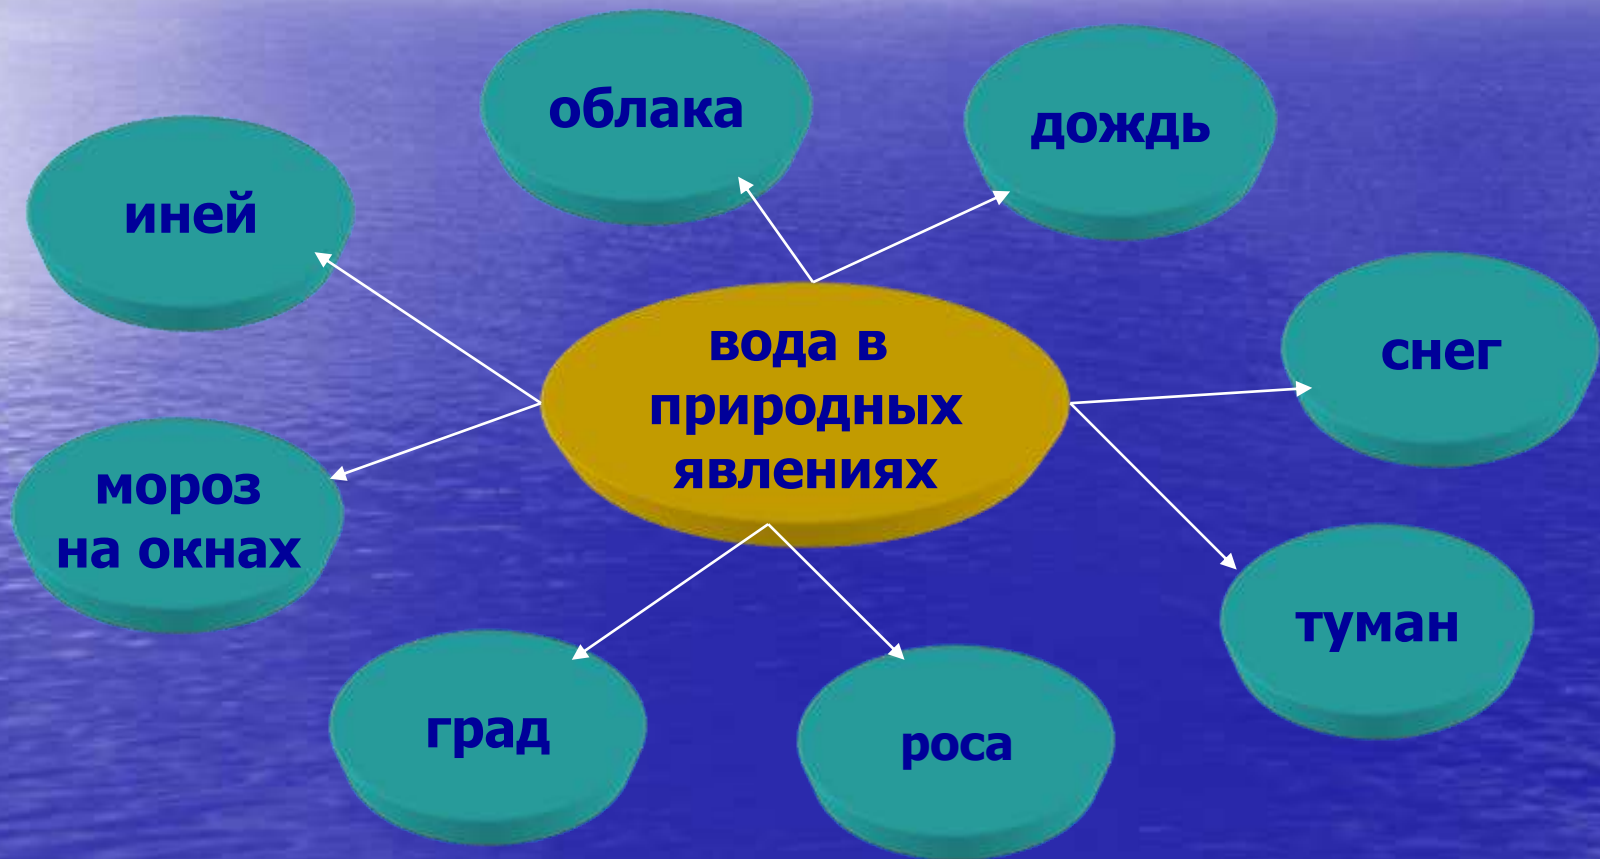 облака
дождь
иней
снег
вода в
природных
явлениях
мороз
на окнах
туман
град
роса